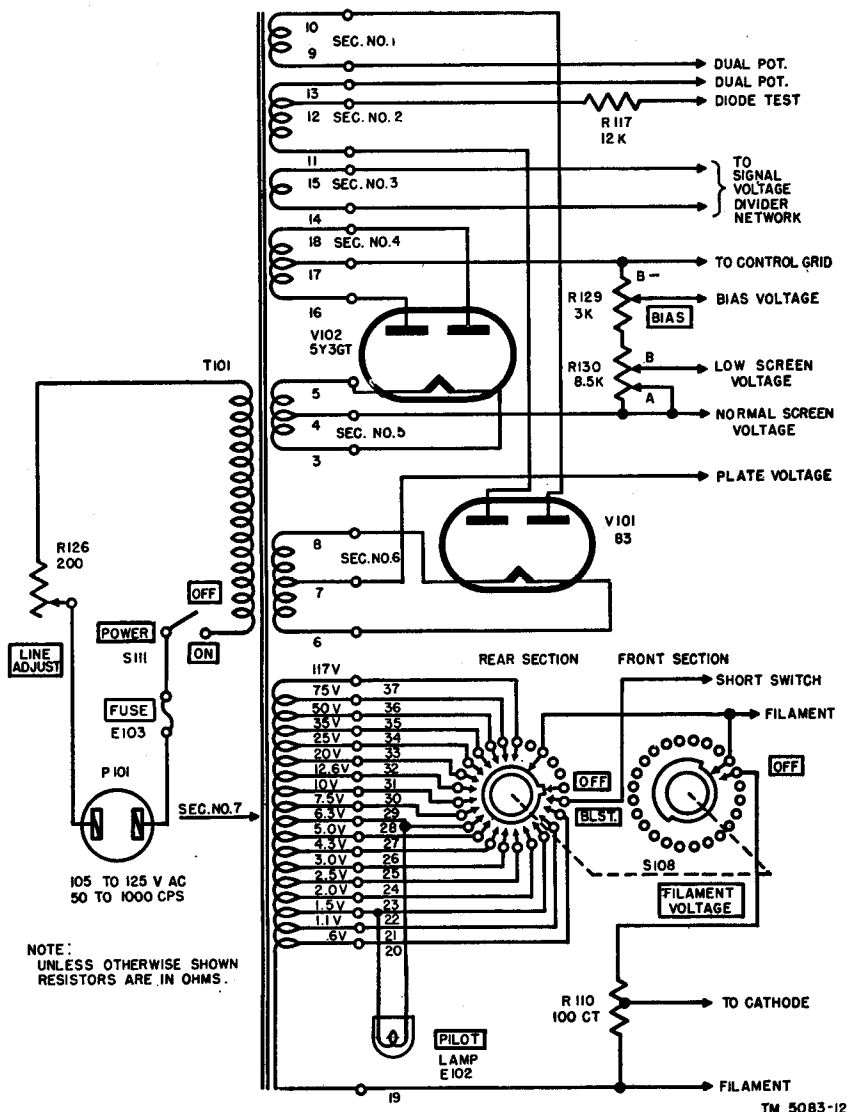 10
SEC. NO. 1
9
DUAL POT.
DUAL POT.
13
12 SEC. NO. 2
DIODE TEST
R117
12 K
11
15 SEC. NO. 3
TO
SIGNAL
VOLTAGE
DIVIDER
NETWORK
14
18 SEC. NO. 4
17
TO CONTROL GRID
B-
R129
3K
BIAS VOLTAGE
BIAS
16
V102
5Y3GT
R130
8.5K
B
LOW SCREEN
VOLTAGE
A
T101
5
4
SEC. NO. 5
3
NORMAL SCREEN
VOLTAGE
PLATE VOLTAGE
V101
83
8
SEC. NO. 6
7
6
R126
200
OFF
POWER
S111
ON
LINE
ADJUST
FUSE
E103
P101
SEC. NO. 7
105 TO 125 V AC
50 TO 1000 CPS
NOTE:
UNLESS OTHERWISE SHOWN
RESISTORS ARE IN OHMS.
REAR SECTION
FRONT SECTION
SHORT SWITCH
FILAMENT
117V
75V 37
50V 36
35V 35
25V 34
20V 33
12.6V 32
10V 31
7.5V 30
6.3V 29
5.0V 28
4.3V 27
3.0V 26
2.5V 25
2.0V 24
1.5V 23
1.1V 22
.6V 21
20
OFF
BLST.
OFF
S108
FILAMENT
VOLTAGE
R 110
100 CT
TO CATHODE
PILOT
LAMP
E102
19
FILAMENT
TM 5083-12